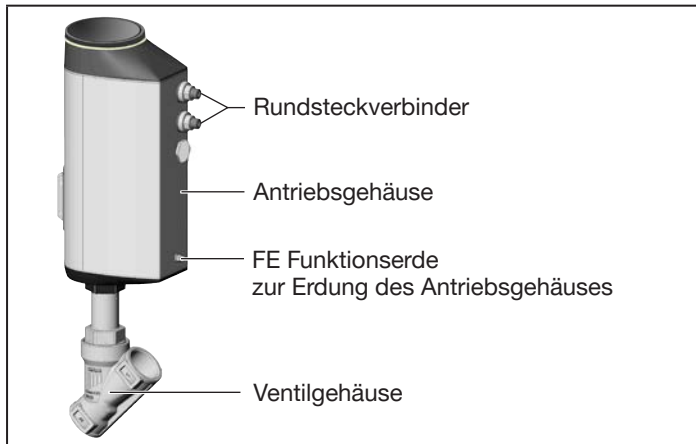 Rundsteckverbinder
Antriebsgehäuse
FE Funktionserde
zur Erdung des Antriebsgehäuses
Ventilgehäuse